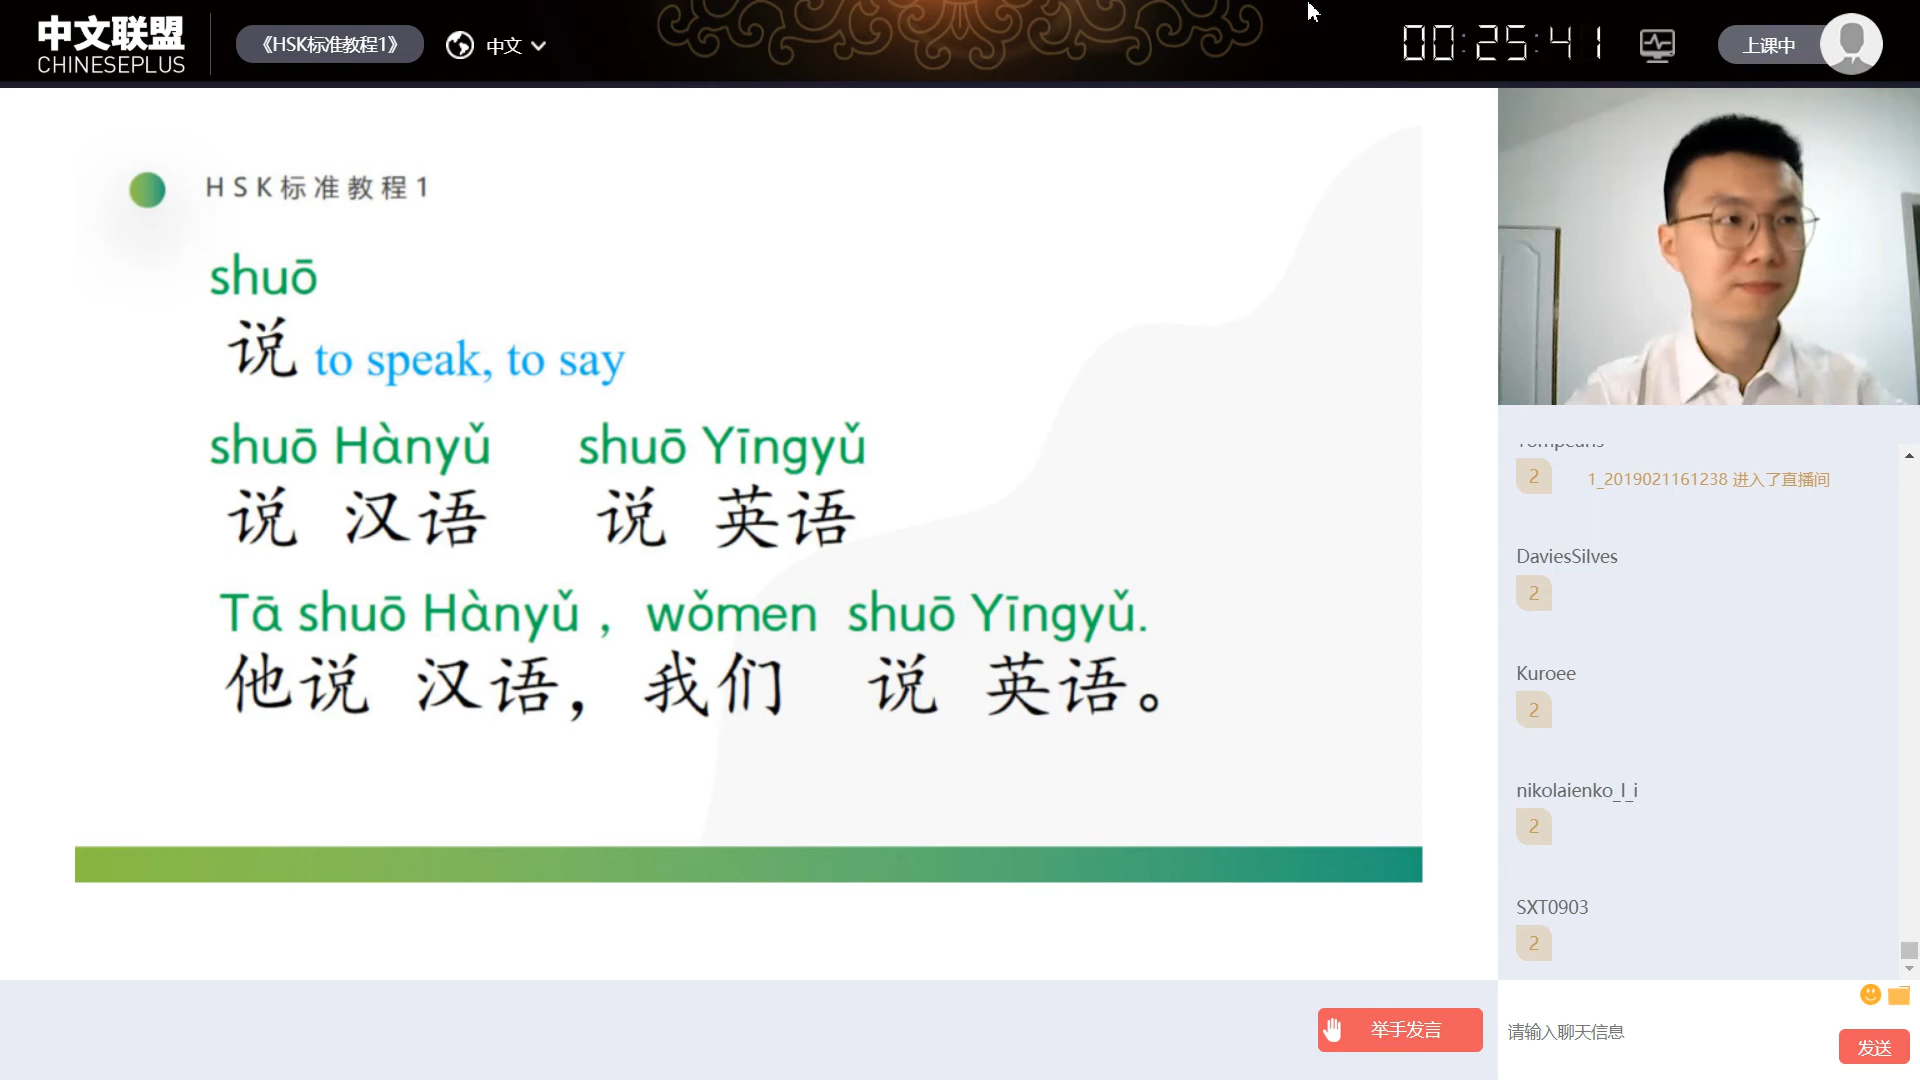 中文联盟
CHINESEPLUS
《HSK标准教程1》
中文
00:25:41
上课中
HSK标准教程1
shuō
说 to speak, to say
shuō Hànyǔ shuō Yīngyǔ
说 汉语 说 英语
Tā shuō Hànyǔ , wǒmen shuō Yīngyǔ.
他说 汉语，我们 说 英语。
2
1_2019021161238 进入了直播间
DaviesSilves
2
Kuroee
2
nikolaienko_l_i
2
SXT0903
2
举手发言
请输入聊天信息
发送